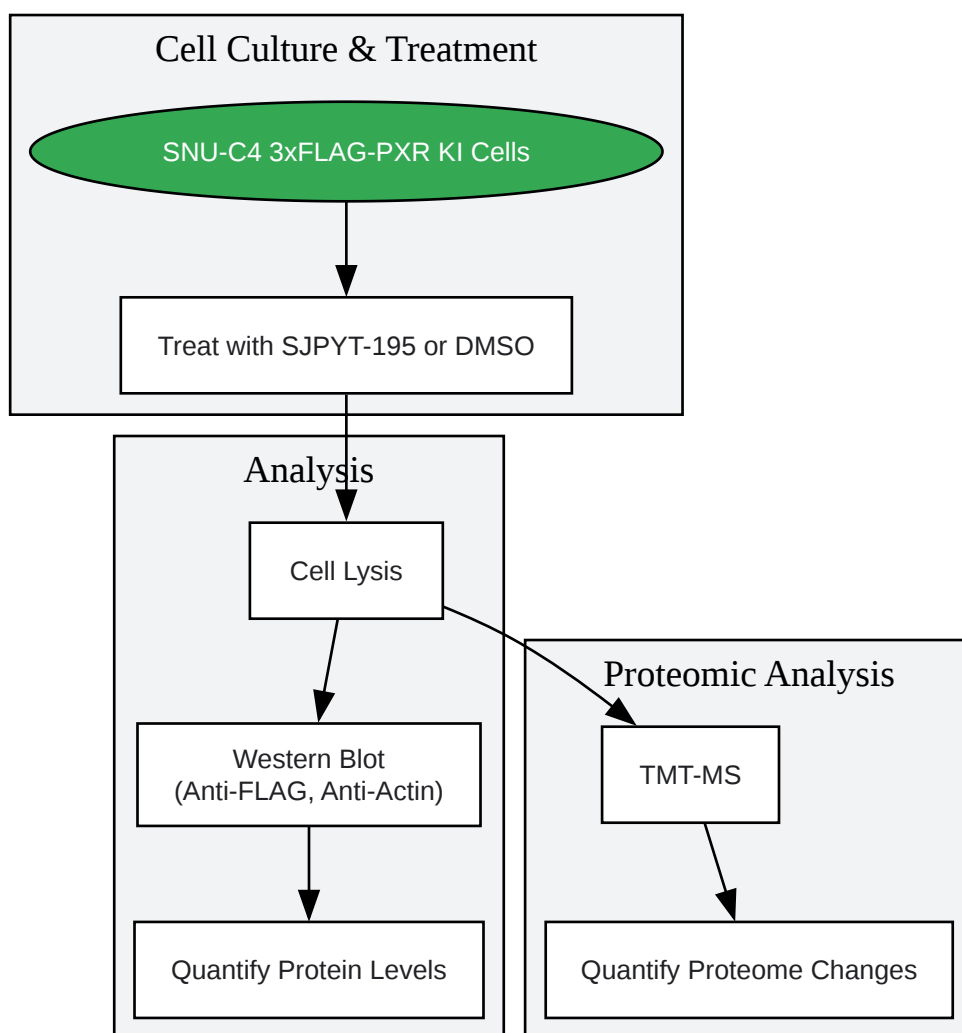 Cell Culture & Treatment
SNU-C4 3xFLAG-PXR KI Cells
Treat with SJPYT-195 or DMSO
Analysis
Cell Lysis
Proteomic Analysis
Western Blot
(Anti-FLAG, Anti-Actin)
TMT-MS
Quantify Protein Levels
Quantify Proteome Changes